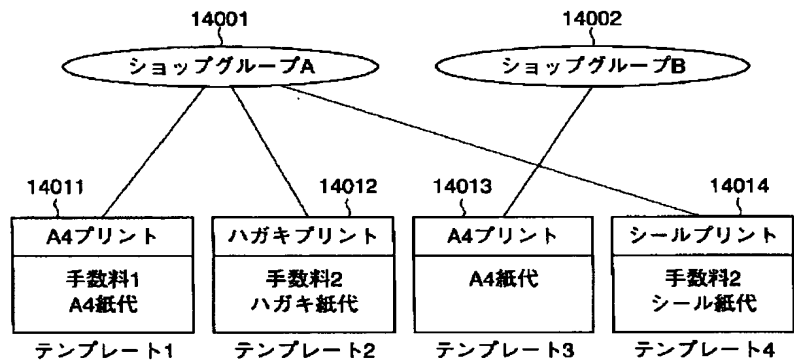 14001
14002
ショップグループA
ショップグループB
14011
14012
14013
14014
A4プリント
ハガキプリント
A4プリント
シールプリント
手数料1
A4紙代
手数料2
ハガキ紙代
A4紙代
手数料2
シール紙代
テンプレート1
テンプレート2
テンプレート3
テンプレート4